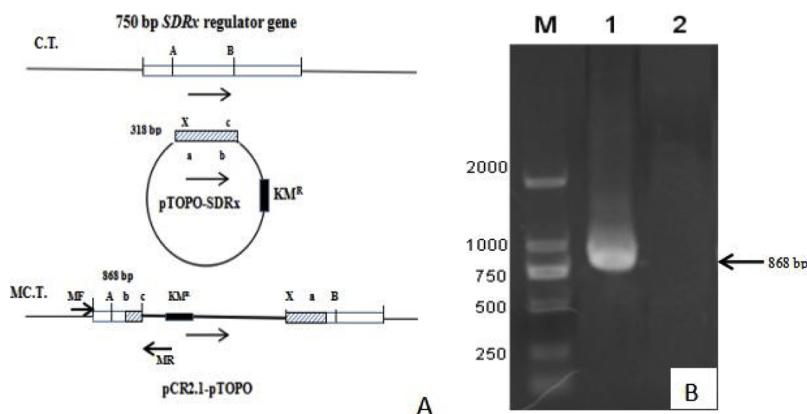 750 bp SDRx regulator gene
C.T.
A B
X c
318 bp
a b
pTOPO-SDRx
KMᴿ
868 bp
MC.T.
MF A b c KMᴿ X a B
MR
pCR2.1-pTOPO
A
M 1 2
2000
1000
750
500
250
868 bp
B